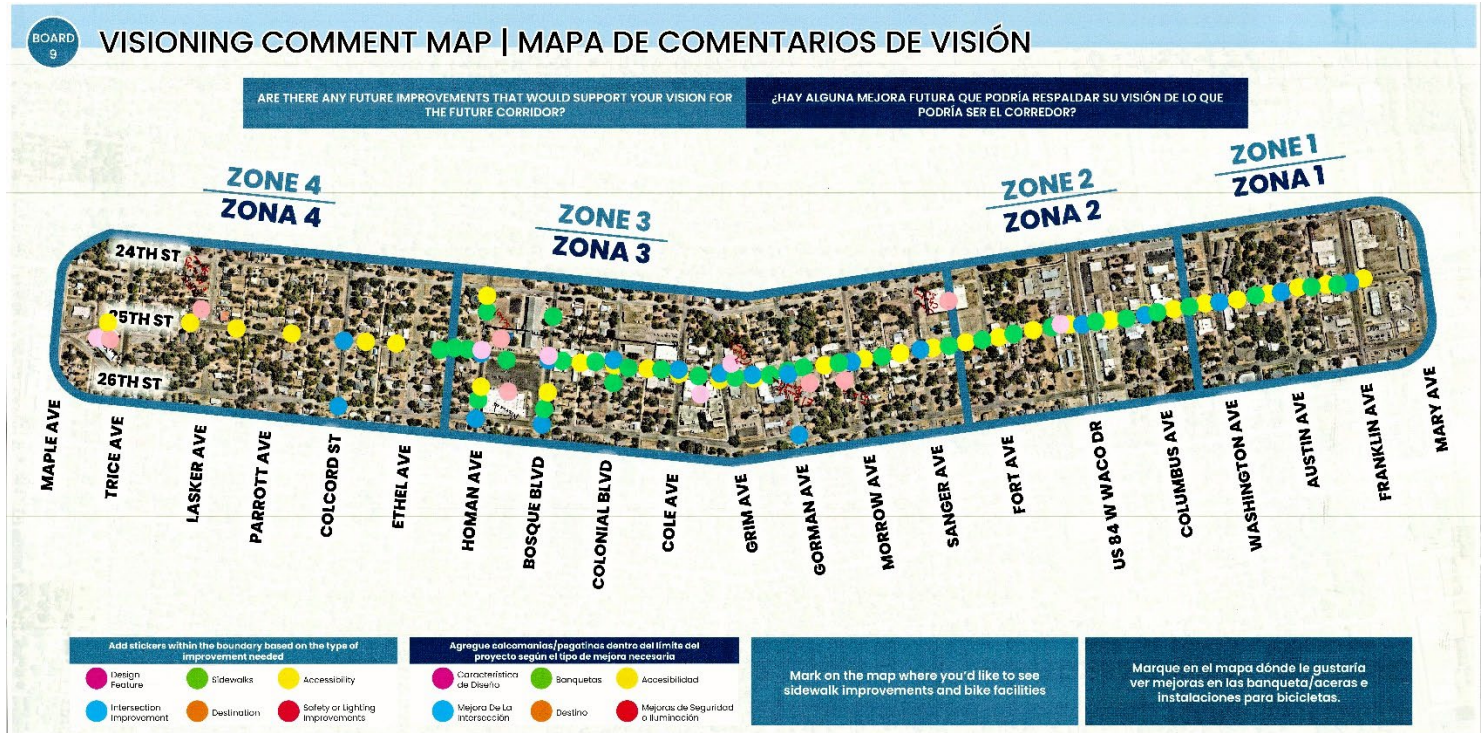 BOARD
9
VISIONING COMMENT MAP | MAPA DE COMENTARIOS DE VISIÓN
ARE THERE ANY FUTURE IMPROVEMENTS THAT WOULD SUPPORT YOUR VISION FOR
THE FUTURE CORRIDOR?
¿HAY ALGUNA MEJORA FUTURA QUE PODRÍA RESPALDAR SU VISIÓN DE LO QUE
PODRÍA SER EL CORREDOR?
ZONE 4
ZONA 4
ZONE 3
ZONA 3
ZONE 2
ZONA 2
ZONE 1
ZONA 1
24TH ST
25TH ST
26TH ST
MAPLE AVE
TRICE AVE
LASKER AVE
PARROTT AVE
COLCORD ST
ETHEL AVE
HOMAN AVE
BOSQUE BLVD
COLONIAL BLVD
COLE AVE
GRIM AVE
GORMAN AVE
MORROW AVE
SANGER AVE
FORT AVE
US 84 W WACO DR
COLUMBUS AVE
WASHINGTON AVE
AUSTIN AVE
FRANKLIN AVE
MARY AVE
Add stickers within the boundary based on the type of
improvement needed
Design
Feature
Sidewalks
Accessibility
Intersection
Improvement
Destination
Safety or Lighting
Improvements
Agregue calcomanías/pegatinas dentro del límite del
proyecto según el tipo de mejora necesaria
Característica
de Diseño
Banquetas
Accesibilidad
Mejora De La
Intersección
Destino
Mejoras de Seguridad
o Iluminación
Mark on the map where you'd like to see
sidewalk improvements and bike facilities
Marque en el mapa dónde le gustaría
ver mejoras en las banqueta/aceras e
instalaciones para bicicletas.